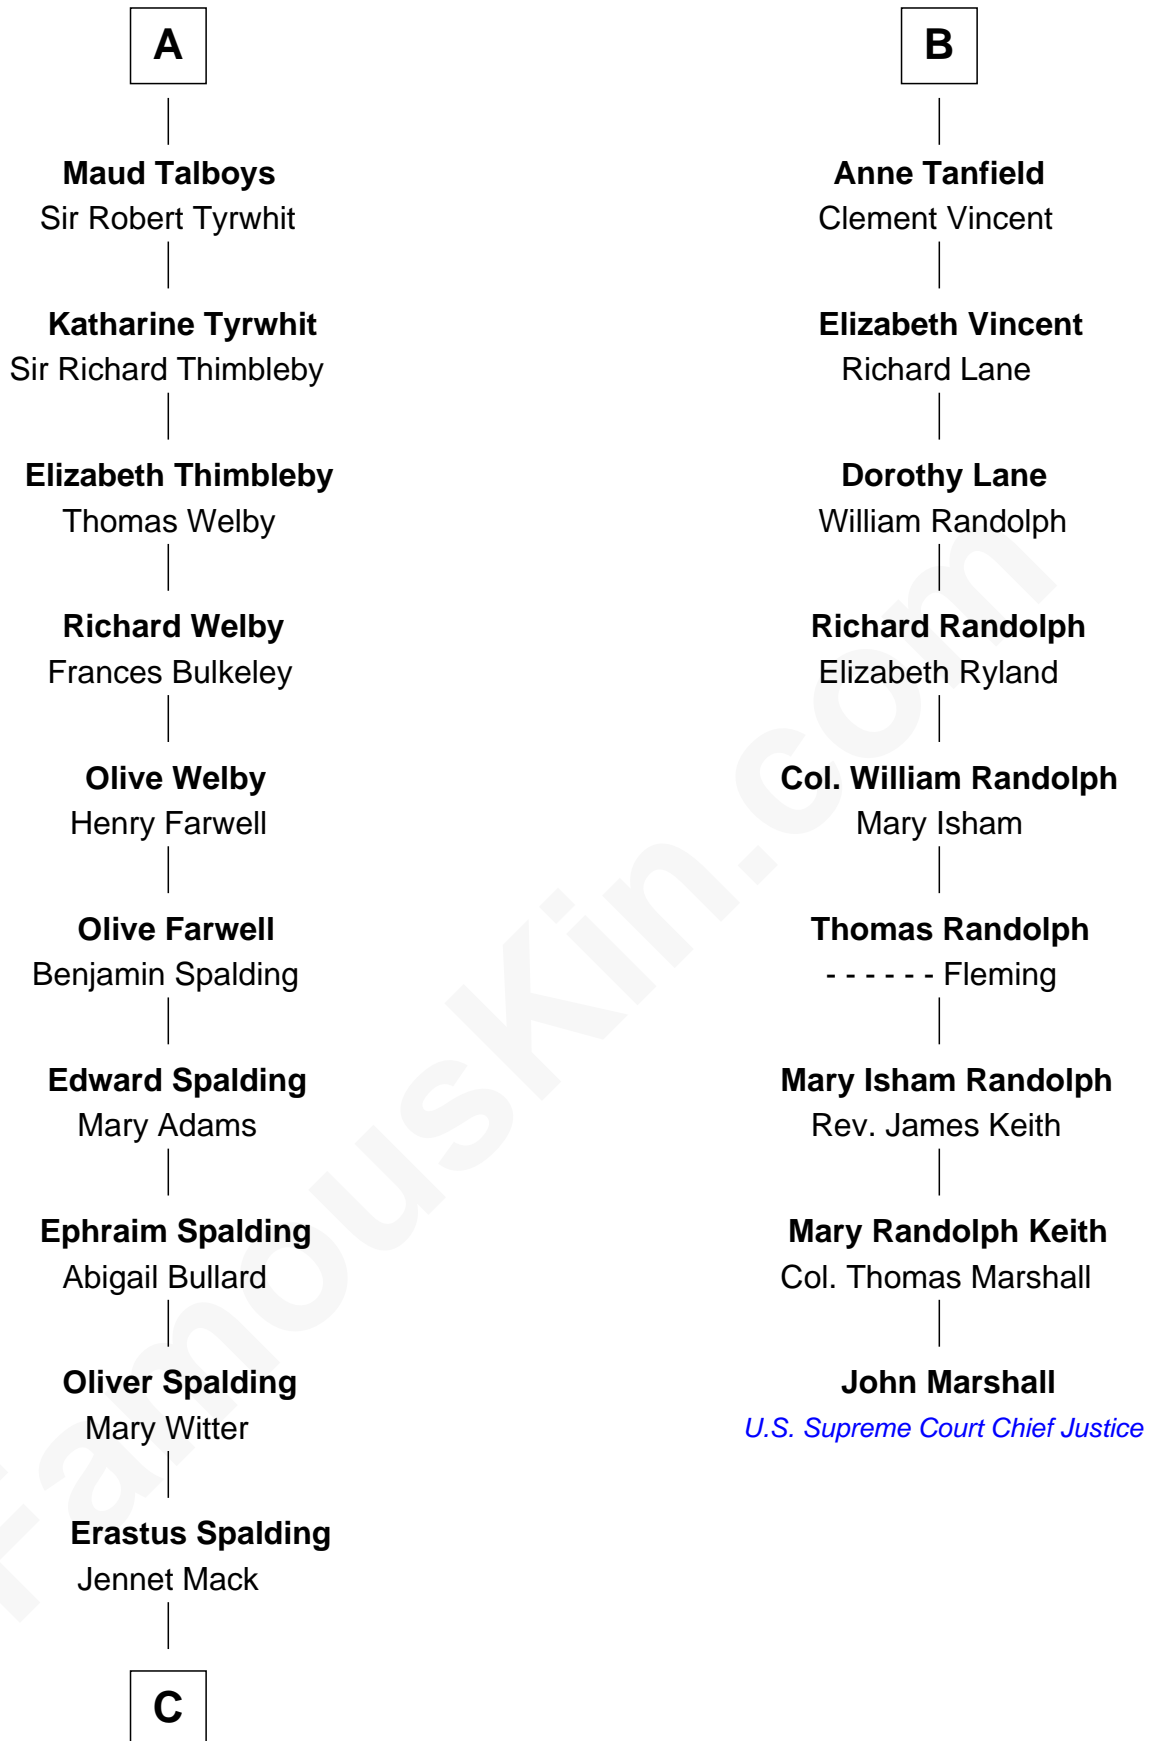 A
Maud Talboys
Sir Robert Tyrwhit
Katharine Tyrwhit
Sir Richard Thimbleby
Elizabeth Thimbleby
Thomas Welby
Richard Welby
Frances Bulkeley
Olive Welby
Henry Farwell
Olive Farwell
Benjamin Spalding
Edward Spalding
Mary Adams
Ephraim Spalding
Abigail Bullard
Oliver Spalding
Mary Witter
Erastus Spalding
Jennet Mack
C
B
Anne Tanfield
Clement Vincent
Elizabeth Vincent
Richard Lane
Dorothy Lane
William Randolph
Richard Randolph
Elizabeth Ryland
Col. William Randolph
Mary Isham
Thomas Randolph
- - - - - - Fleming
Mary Isham Randolph
Rev. James Keith
Mary Randolph Keith
Col. Thomas Marshall
John Marshall
U.S. Supreme Court Chief Justice
FamousKin.com